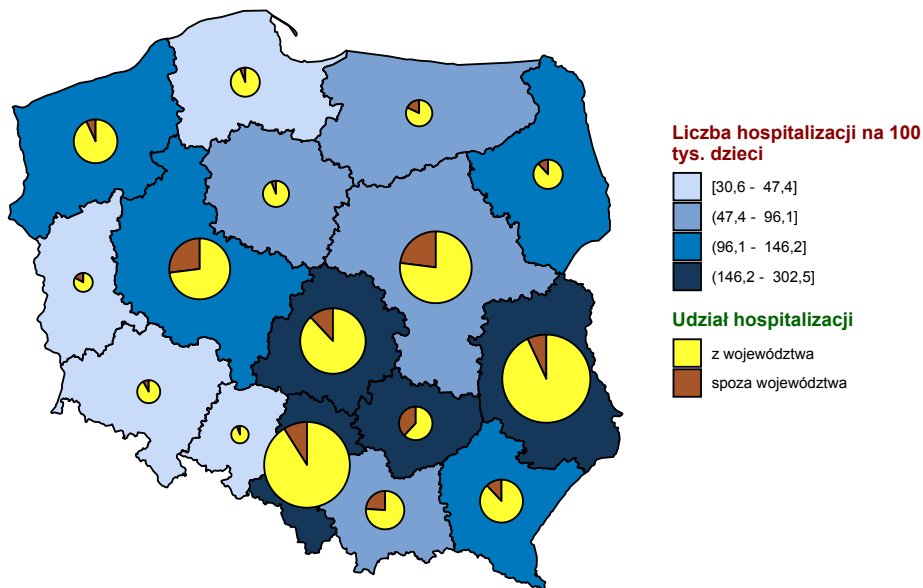 Liczba hospitalizacji na 100
tys. dzieci
[30,6 - 47,4]
(47,4 - 96,1]
(96,1 - 146,2]
(146,2 - 302,5]
Udział hospitalizacji
z województwa
spoza województwa